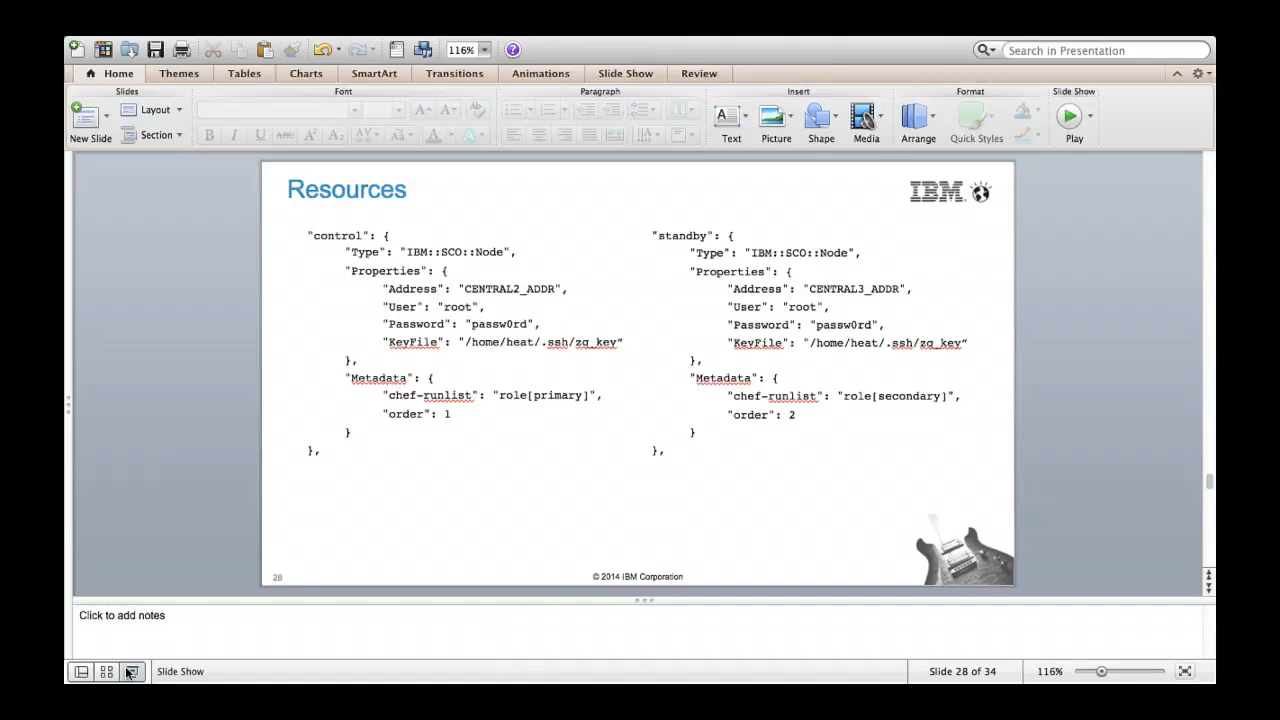 116%
Search in Presentation
Home
Themes
Tables
Charts
SmartArt
Transitions
Animations
Slide Show
Review
Slides
Font
Paragraph
Insert
Format
Slide Show
New Slide
Layout
Section
B I U ABC A² A₂
Text
Picture
Shape
Media
Arrange
Quick Styles
Play
Resources
IBM
"control": {
"Type": "IBM::SCO::Node",
"Properties": {
"Address": "CENTRAL2_ADDR",
"User": "root",
"Password": "passw0rd",
"KeyFile": "/home/heat/.ssh/zq_key”
},
"Metadata": {
"chef-runlist": "role[primary]",
"order": 1
}
},
"standby": {
"Type": "IBM::SCO::Node",
"Properties": {
"Address": "CENTRAL3_ADDR",
"User": "root",
"Password": "passw0rd",
"KeyFile": "/home/heat/.ssh/zq_key”
},
"Metadata": {
"chef-runlist": "role[secondary]",
"order": 2
}
},
28
© 2014 IBM Corporation
Click to add notes
Slide Show
Slide 28 of 34
116%